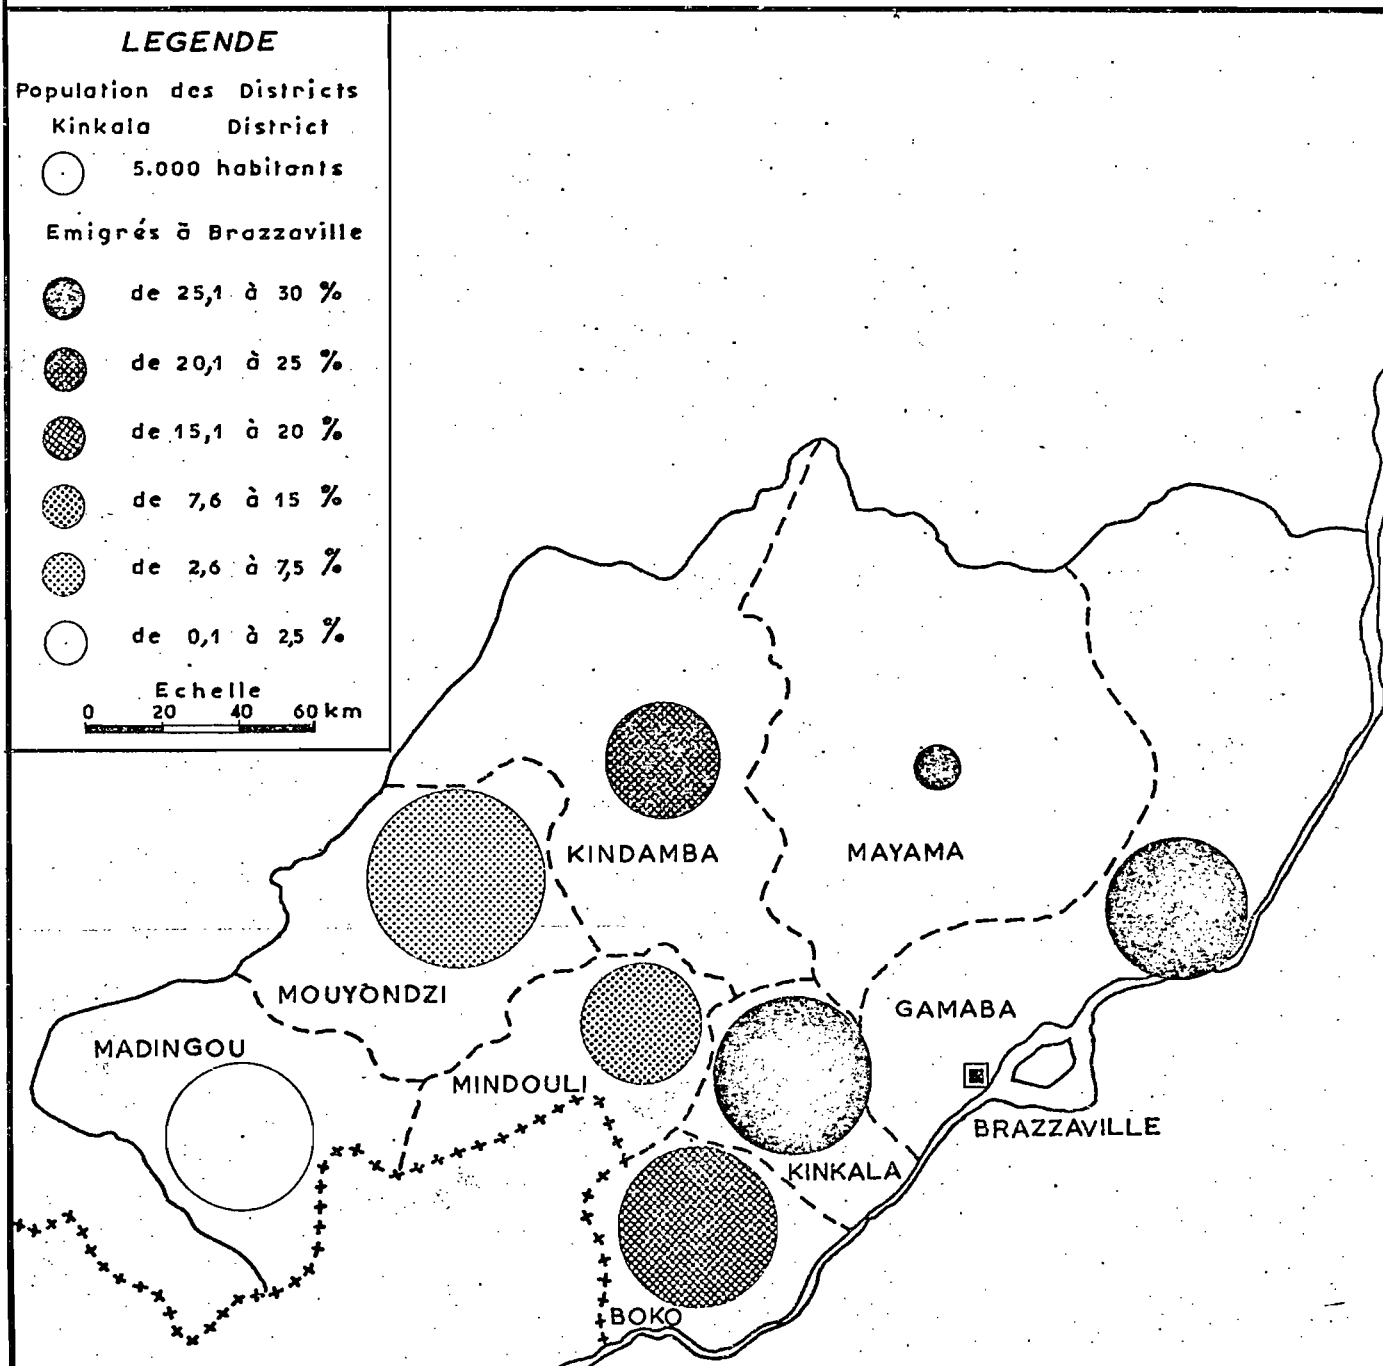 LEGENDE
Population des Districts
Kinkala District
5.000 habitants
Emigrés à Brazzaville
de 25,1 à 30 %
de 20,1 à 25 %
de 15,1 à 20 %
de 7,6 à 15 %
de 2,6 à 7,5 %
de 0,1 à 2,5 %
Echelle
0 20 40 60 km
KINDAMBA
MAYAMA
MOUYONDZI
GAMABA
MADINGOU
MINDOULI
BRAZZAVILLE
KINKALA
BOKO